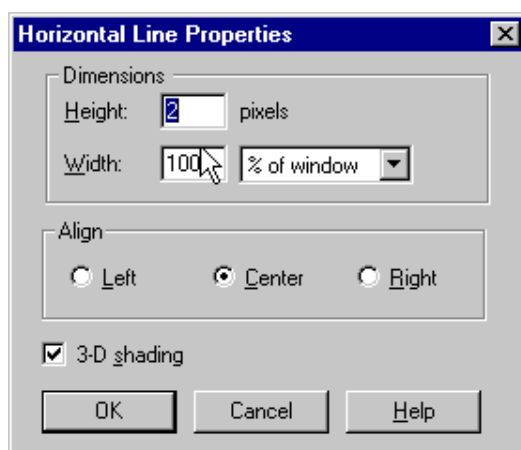 Horizontal Line Properties
Dimensions
Height: 2 pixels
Width: 100 % of window
Align
Left Center Right
3-D shading
OK Cancel Help